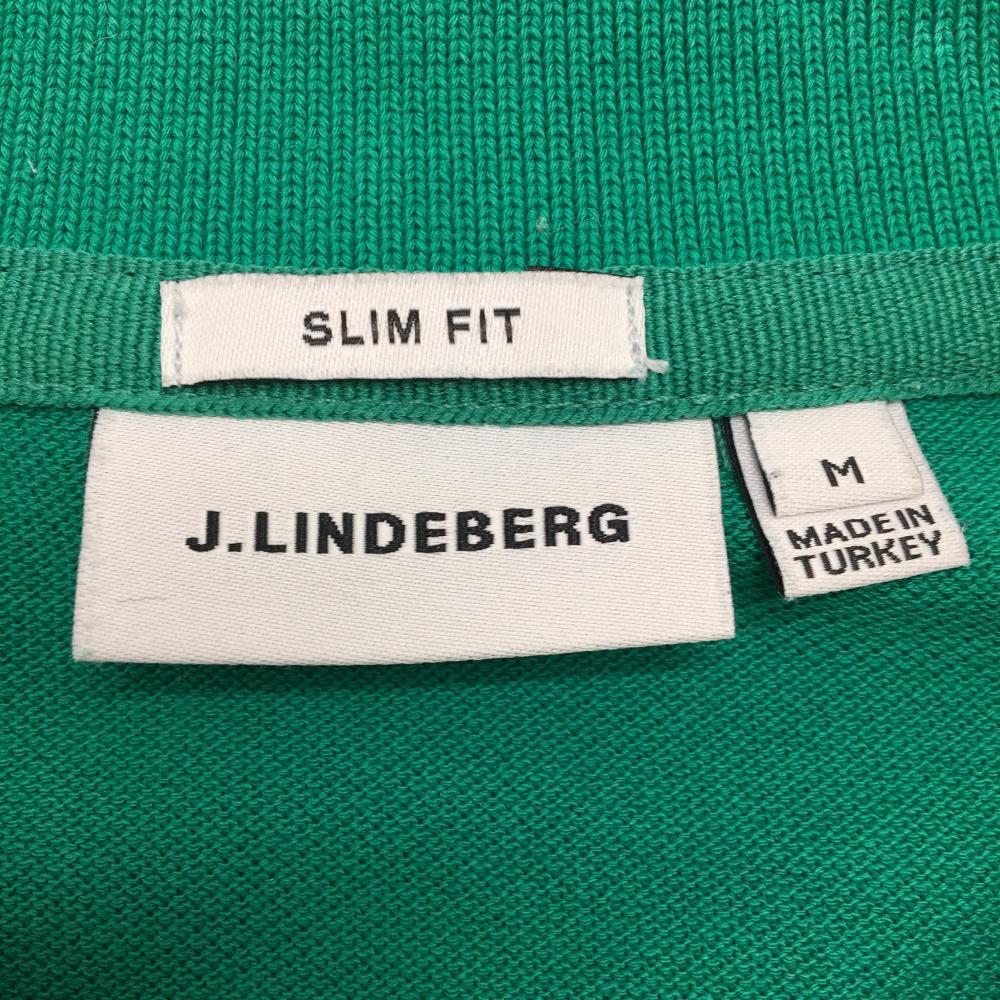 SLIM FIT
J.LINDEBERG
M
MADE IN
TURKEY